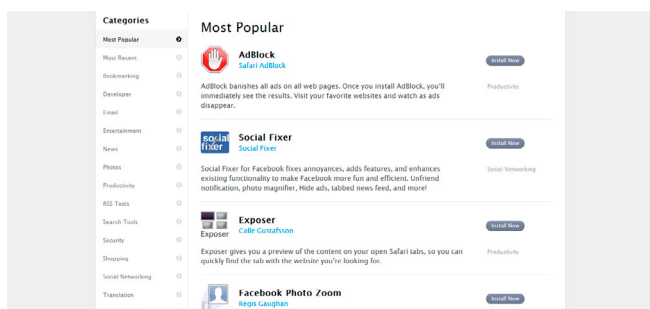 Categories
Most Popular
Most Recent
Bookmarking
Developer
Email
Entertainment
News
Photos
Productivity
RSS Tools
Search Tools
Security
Shopping
Social Networking
Translation
Most Popular
AdBlock
Safari AdBlock
Install Now
AdBlock banishes all ads on all web pages. Once you install AdBlock, you'll
immediately see the results. Visit your favorite websites and watch as ads
disappear.
Productivity
social
fixer
Social Fixer
Social Fixer
Install Now
Social Fixer for Facebook fixes annoyances, adds features, and enhances
existing functionality to make Facebook more fun and efficient. Unfriend
notification, photo magnifier, Hide ads, tabbed news feed, and more!
Social Networking
Exposer
Exposer
Calle Gustafsson
Install Now
Exposer gives you a preview of the content on your open Safari tabs, so you can
quickly find the tab with the website you're looking for.
Productivity
Facebook Photo Zoom
Regis Gaughan
Install Now